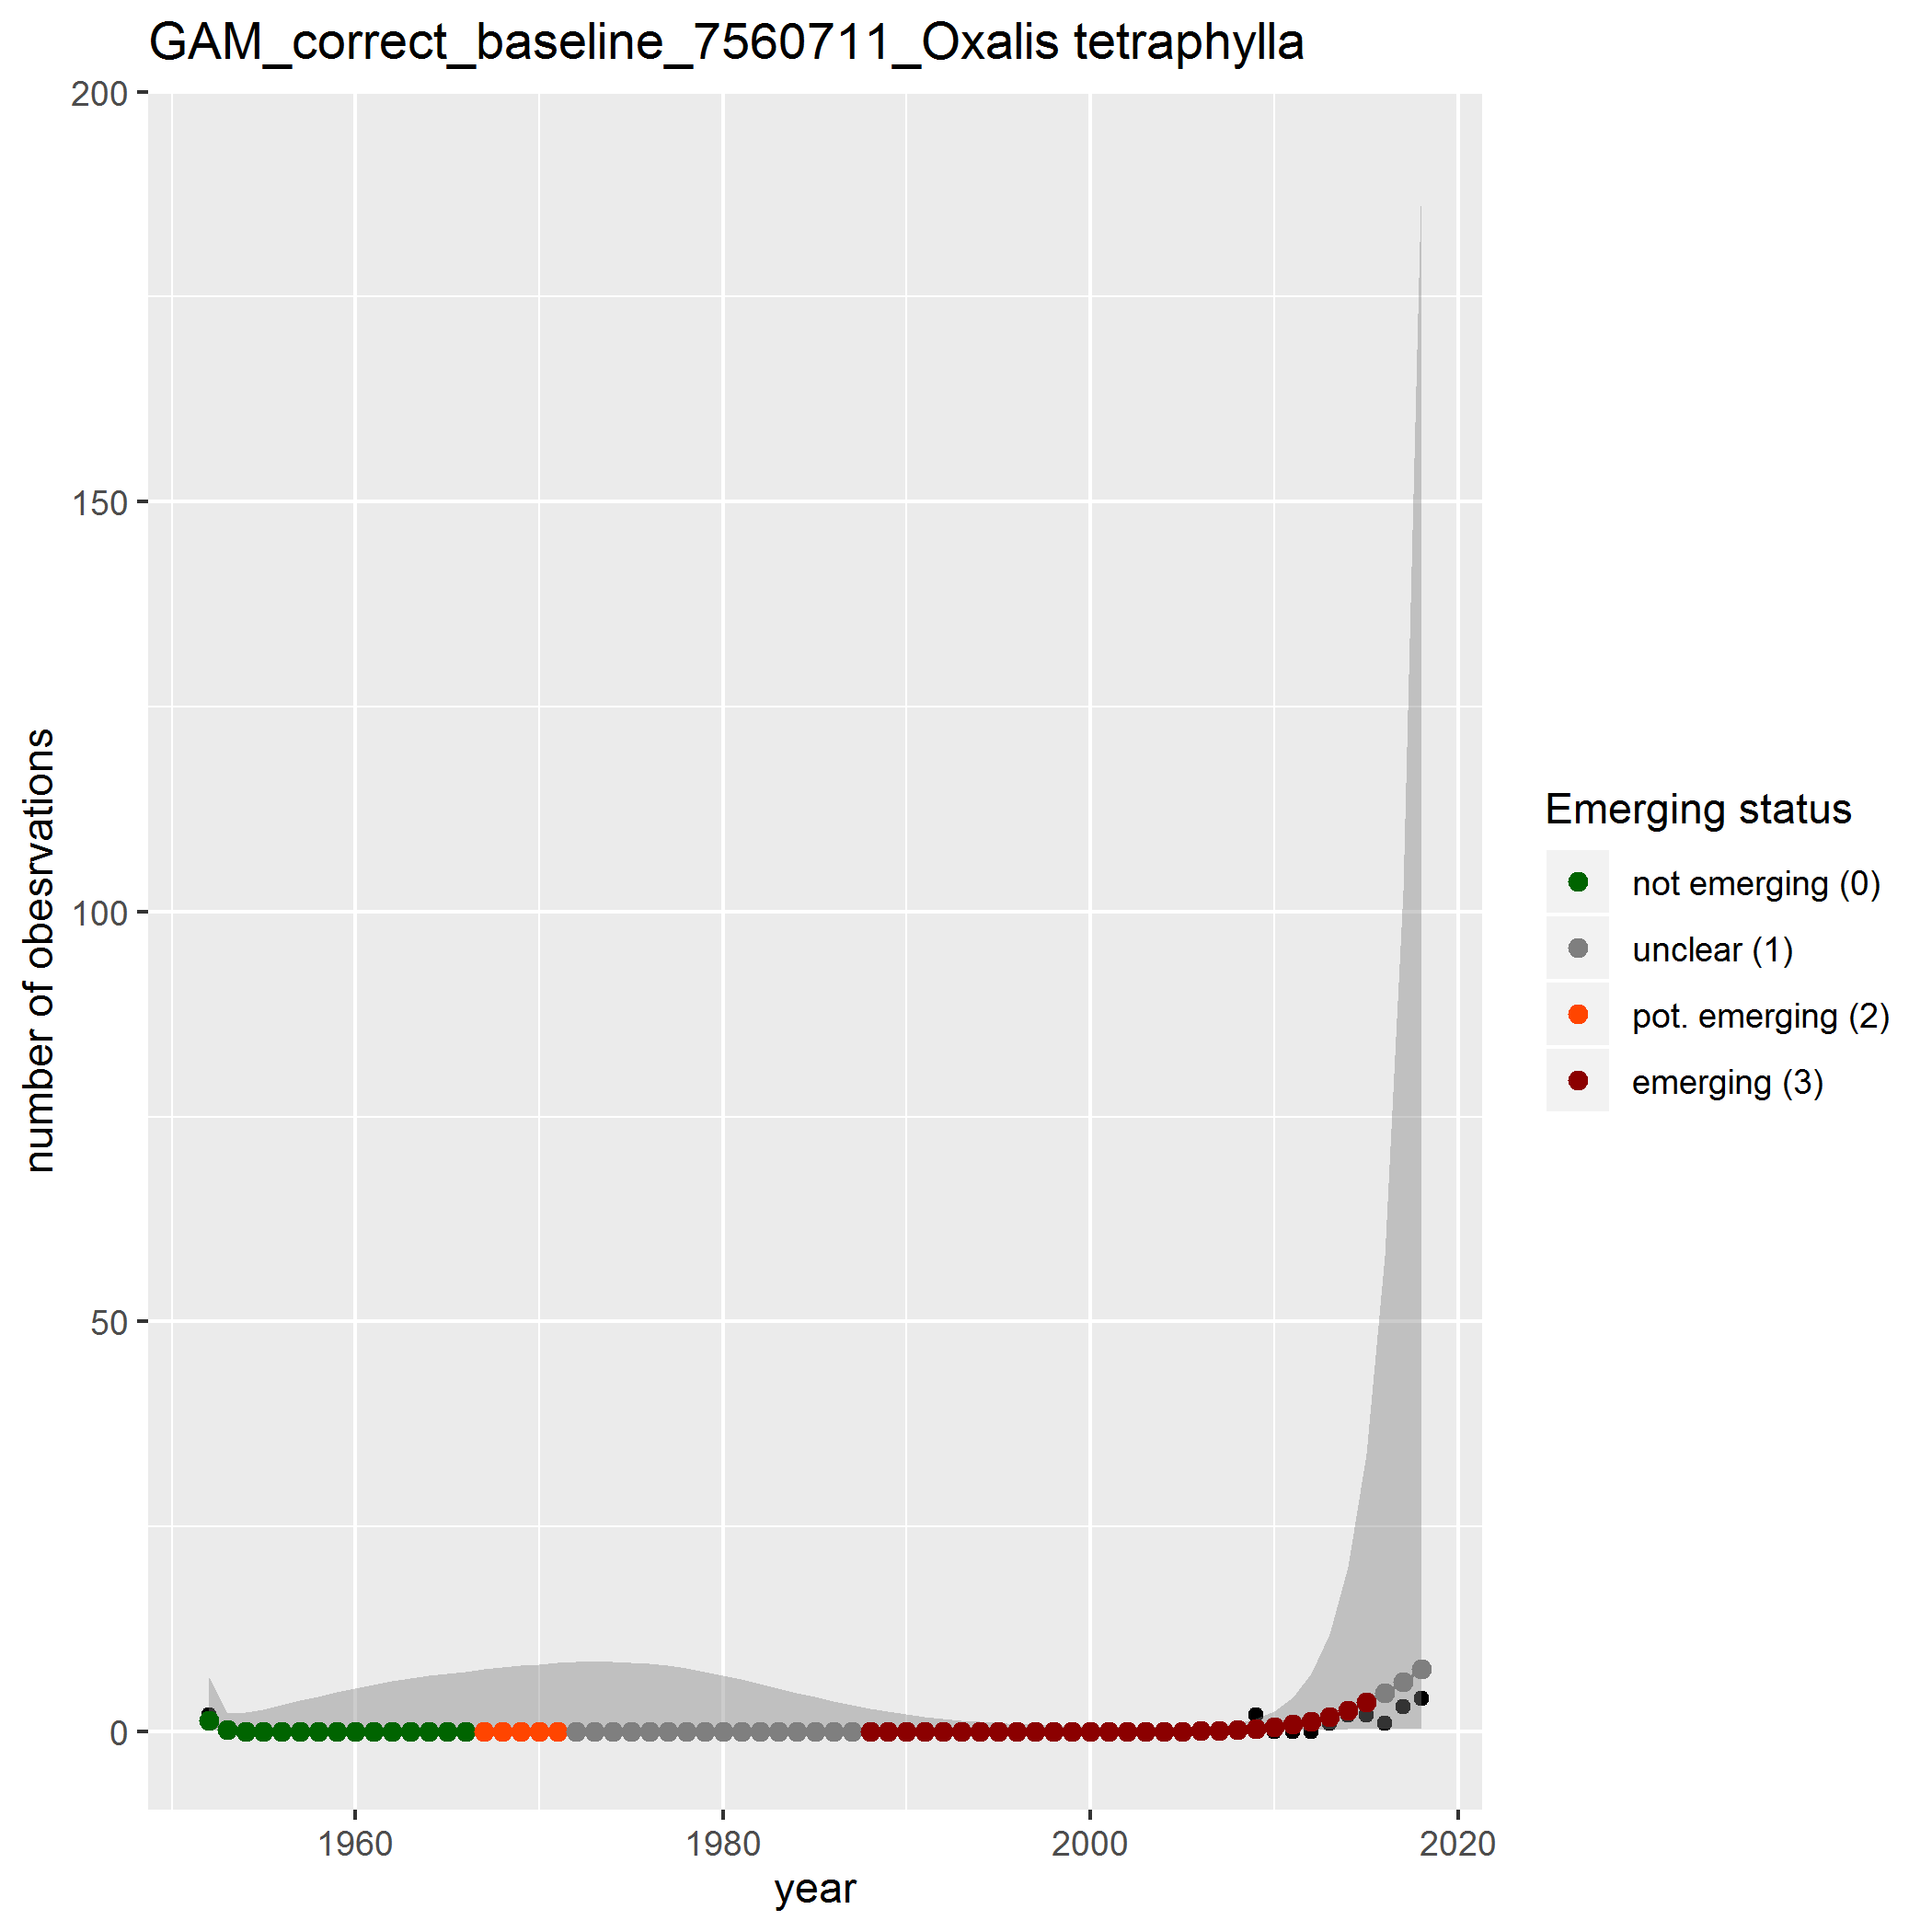 GAM_correct_baseline_7560711_Oxalis tetraphylla
200
150
100
50
0
number of obesrvations
1960
1980
2000
2020
year
Emerging status
not emerging (0)
unclear (1)
pot. emerging (2)
emerging (3)